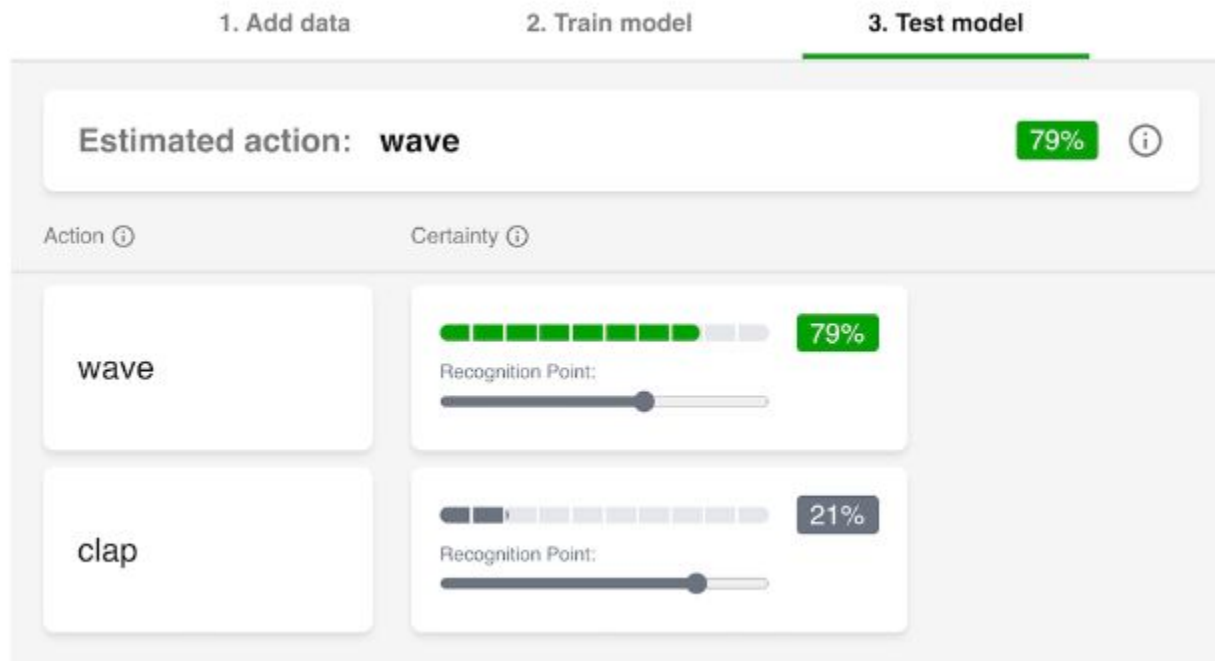 1. Add data 2. Train model 3. Test model
Estimated action: wave 79%
Action Certainty
wave 79%
Recognition Point:
clap 21%
Recognition Point: